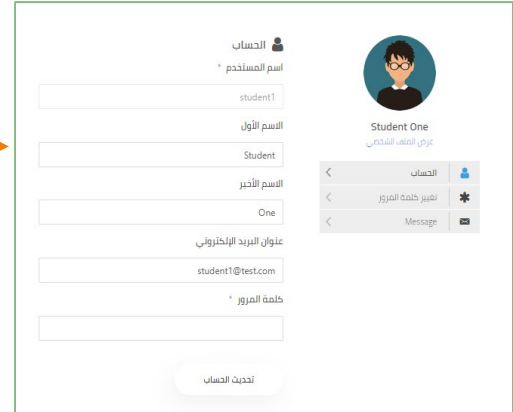 الحساب
اسم المستخدم *
student1
الاسم الأول
Student
الاسم الأخير
One
عنوان البريد الإلكتروني
student1@test.com
كلمة المرور *
تحديث الحساب
Student One
عرض الملف الشخصي
الحساب
تغيير كلمة المرور
Message